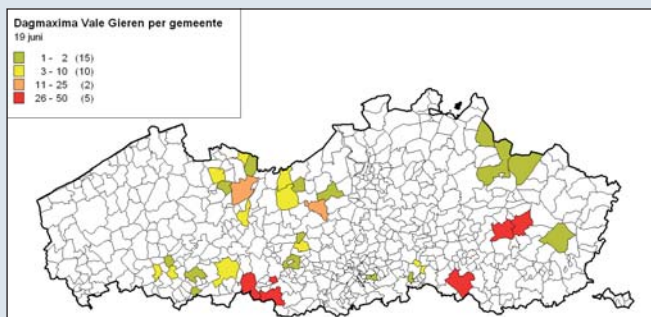 Dagmaxima Vale Gieren per gemeente
19 juni
1 - 2 (15)
3 - 10 (10)
11 - 25 (2)
26 - 50 (5)